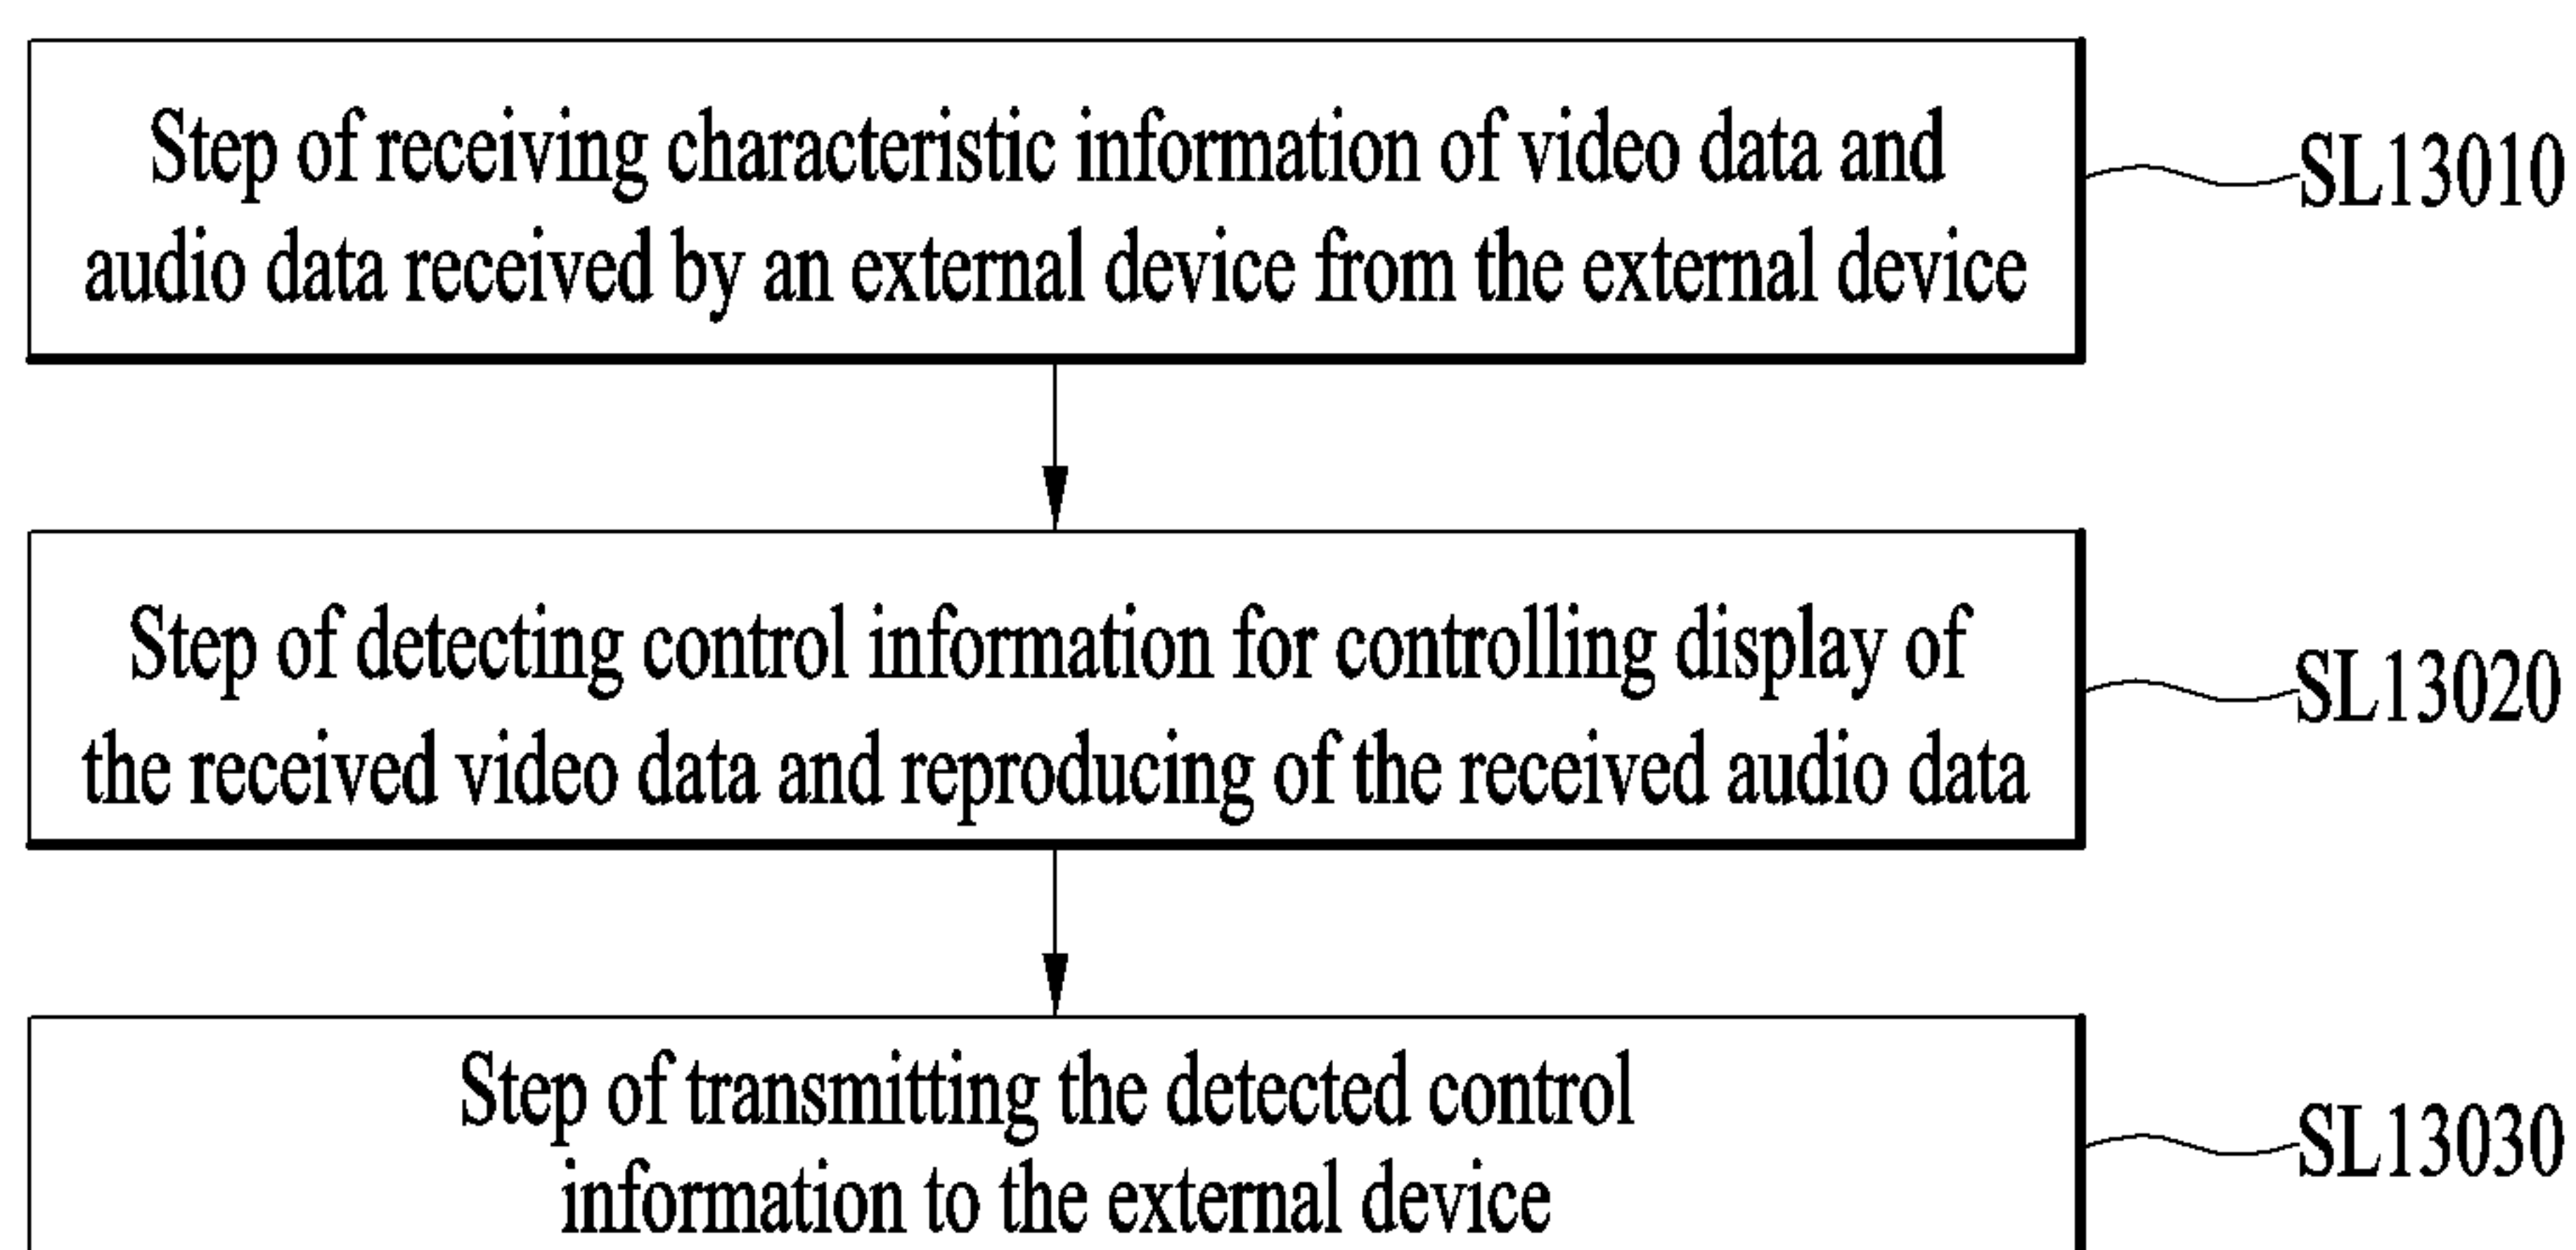 Step of receiving characteristic information of video data and
audio data received by an external device from the external device
SL13010
Step of detecting control information for controlling display of
the received video data and reproducing of the received audio data
SL13020
Step of transmitting the detected control
information to the external device
SL13030